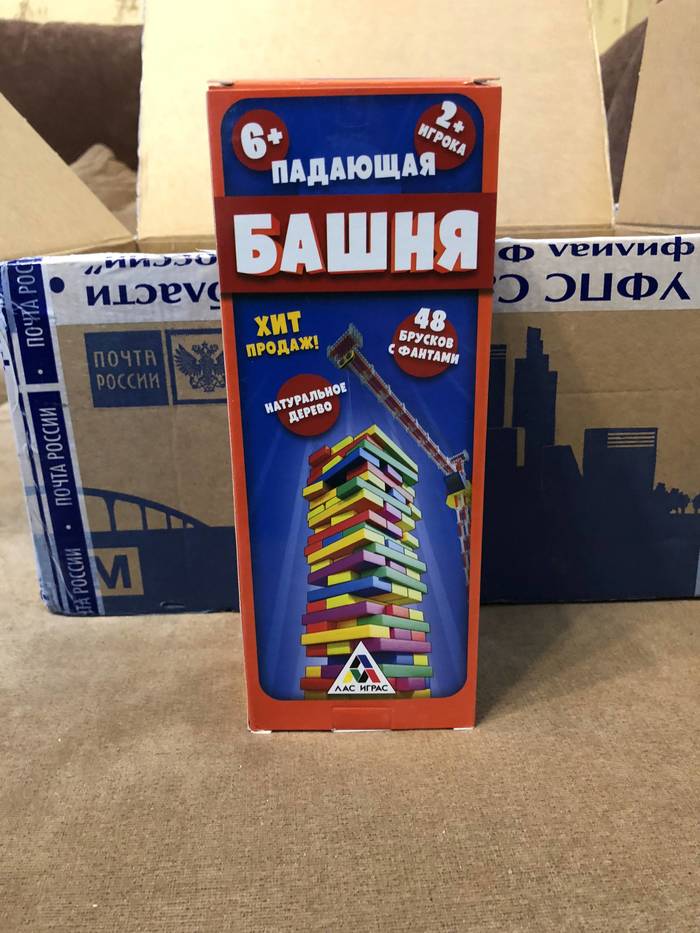 6+
2+
ИГРОКА
ПАДАЮЩАЯ
БАШНЯ
ХИТ
ПРОДАЖ!
48
БРУСКОВ
С ФАНТАМИ
НАТУРАЛЬНОЕ
ДЕРЕВО
ЛАС ИГРАС
ПОЧТА
РОССИИ
М
ПОЧТА РОССИИ
ПОЧТА РОССИИ
УФПС
филиал Ф